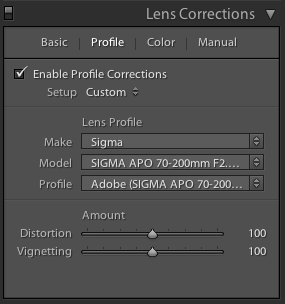 Lens Corrections
Basic | Profile | Color | Manual
Enable Profile Corrections
Setup Custom
Lens Profile
Make Sigma
Model SIGMA APO 70-200mm F2....
Profile Adobe (SIGMA APO 70-200...
Amount
Distortion 100
Vignetting 100